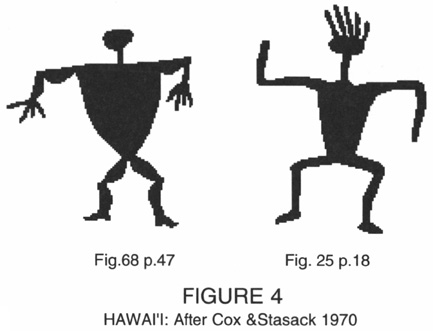 Fig.68 p.47 Fig. 25 p.18
FIGURE 4
HAWAI'I: After Cox &Stasack 1970